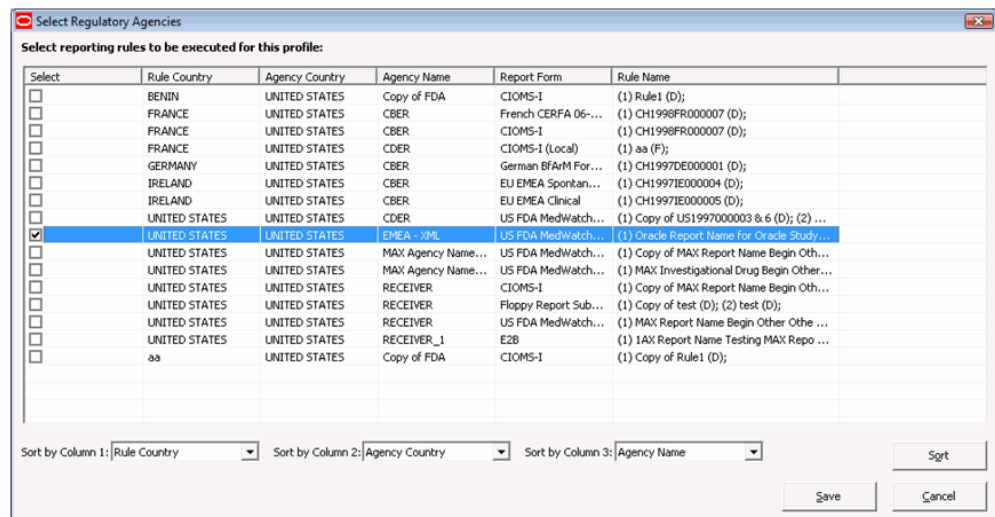 Select Regulatory Agencies
Select reporting rules to be executed for this profile:
Select Rule Country Agency Country Agency Name Report Form Rule Name
BENIN UNITED STATES Copy of FDA CIOMS-I (1) Rule1 (D);
FRANCE UNITED STATES CBER French CERFA 06-... (1) CH1998FR000007 (D);
FRANCE UNITED STATES CBER CIOMS-I (1) CH1998FR000007 (D);
FRANCE UNITED STATES CDER CIOMS-I (Local) (1) aa (F);
GERMANY UNITED STATES CBER German BfArM For... (1) CH1997DE000001 (D);
IRELAND UNITED STATES CBER EU EMEA Spontan... (1) CH1997IE000004 (D);
IRELAND UNITED STATES CBER EU EMEA Clinical (1) CH1997IE000005 (D);
UNITED STATES UNITED STATES CDER US FDA MedWatch... (1) Copy of US1997000003 & 6 (D); (2) ...
UNITED STATES UNITED STATES EMEA - XML US FDA MedWatch... (1) Oracle Report Name for Oracle Study...
UNITED STATES UNITED STATES MAX Agency Name... US FDA MedWatch... (1) Copy of MAX Report Name Begin Oth...
UNITED STATES UNITED STATES MAX Agency Name... US FDA MedWatch... (1) MAX Investigational Drug Begin Other...
UNITED STATES UNITED STATES RECEIVER CIOMS-I (1) Copy of MAX Report Name Begin Oth...
UNITED STATES UNITED STATES RECEIVER Floppy Report Sub... (1) Copy of test (D); (2) test (D);
UNITED STATES UNITED STATES RECEIVER US FDA MedWatch... (1) MAX Report Name Begin Other Othe ...
UNITED STATES UNITED STATES RECEIVER_1 E2B (1) 1AX Report Name Testing MAX Repo ...
aa UNITED STATES Copy of FDA CIOMS-I (1) Copy of Rule1 (D);
Sort by Column 1: Rule Country Sort by Column 2: Agency Country Sort by Column 3: Agency Name Sort
Save Cancel